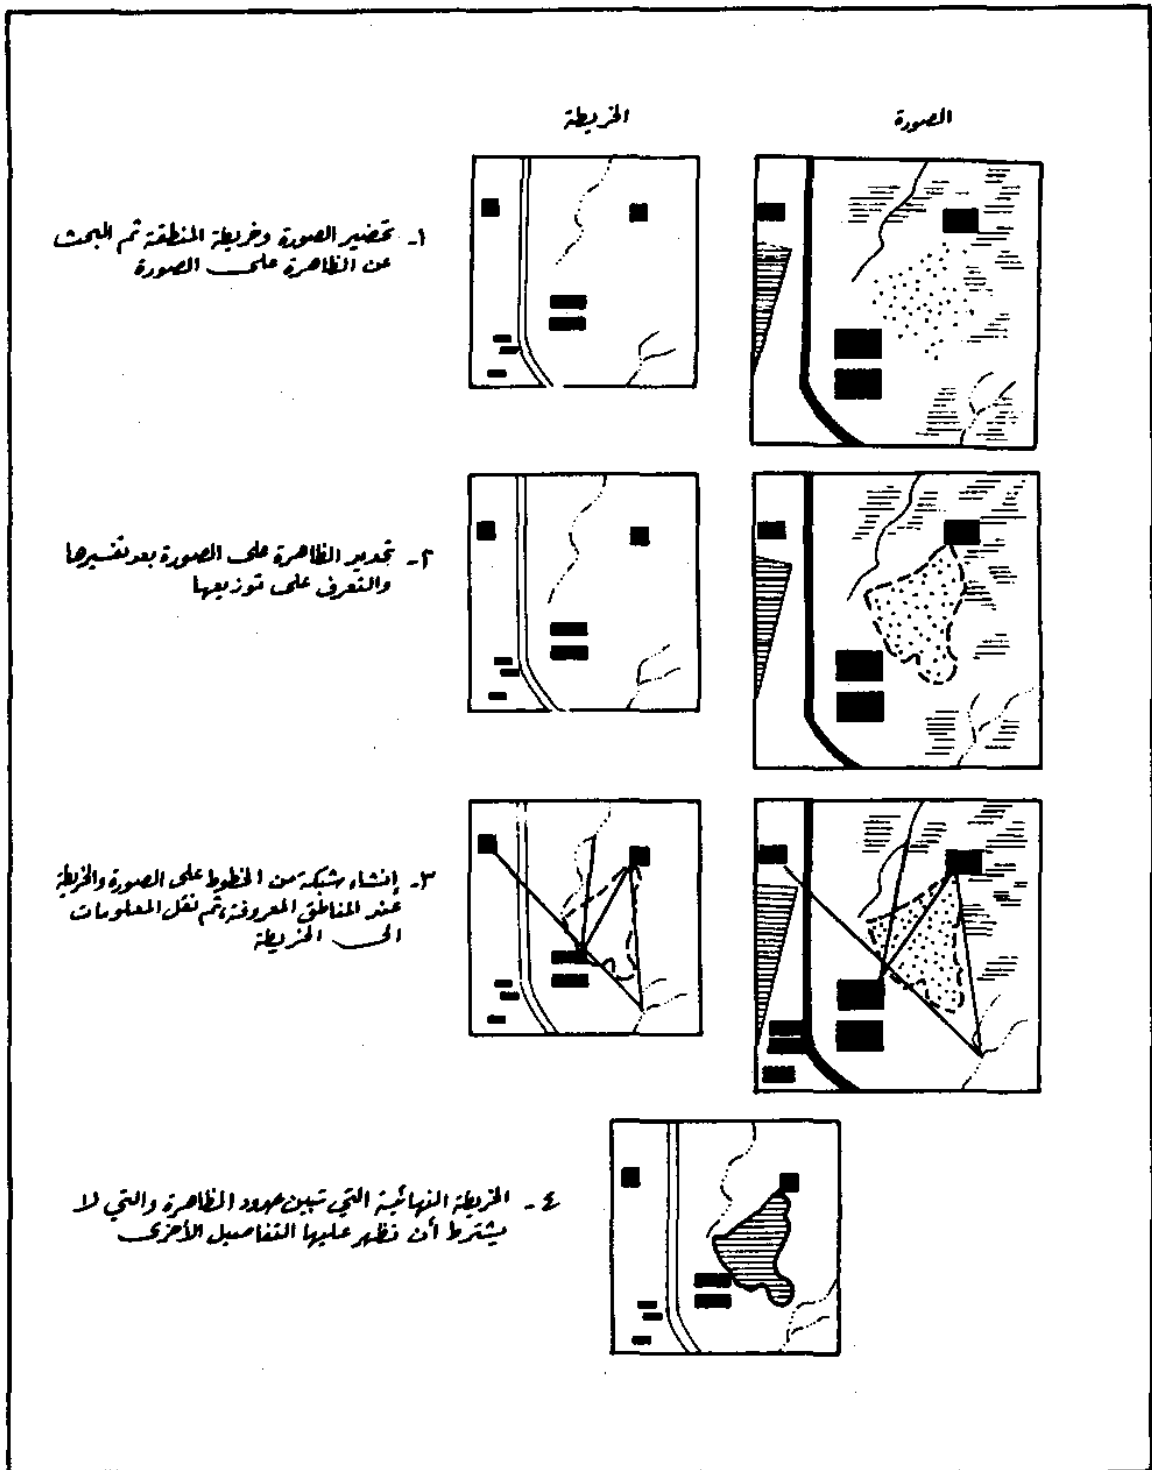 الصورة
الخريطة
١- تحضير الصورة وخريطة المنطقة ثم البحث
عن الظاهرة على الصورة
٢- تحديد الظاهرة على الصورة بعد تفسيرها
والتعرف على توزيعها
٣- إنشاء شبكة من الخطوط على الصورة والخريطة
عند المناطق المعروفة، ثم نقل المعلومات
الى الخريطة
٤- الخريطة النهائية التي تبين حدود الظاهرة والتي لا
يشترط أن تظهر عليها التفاصيل الأخرى